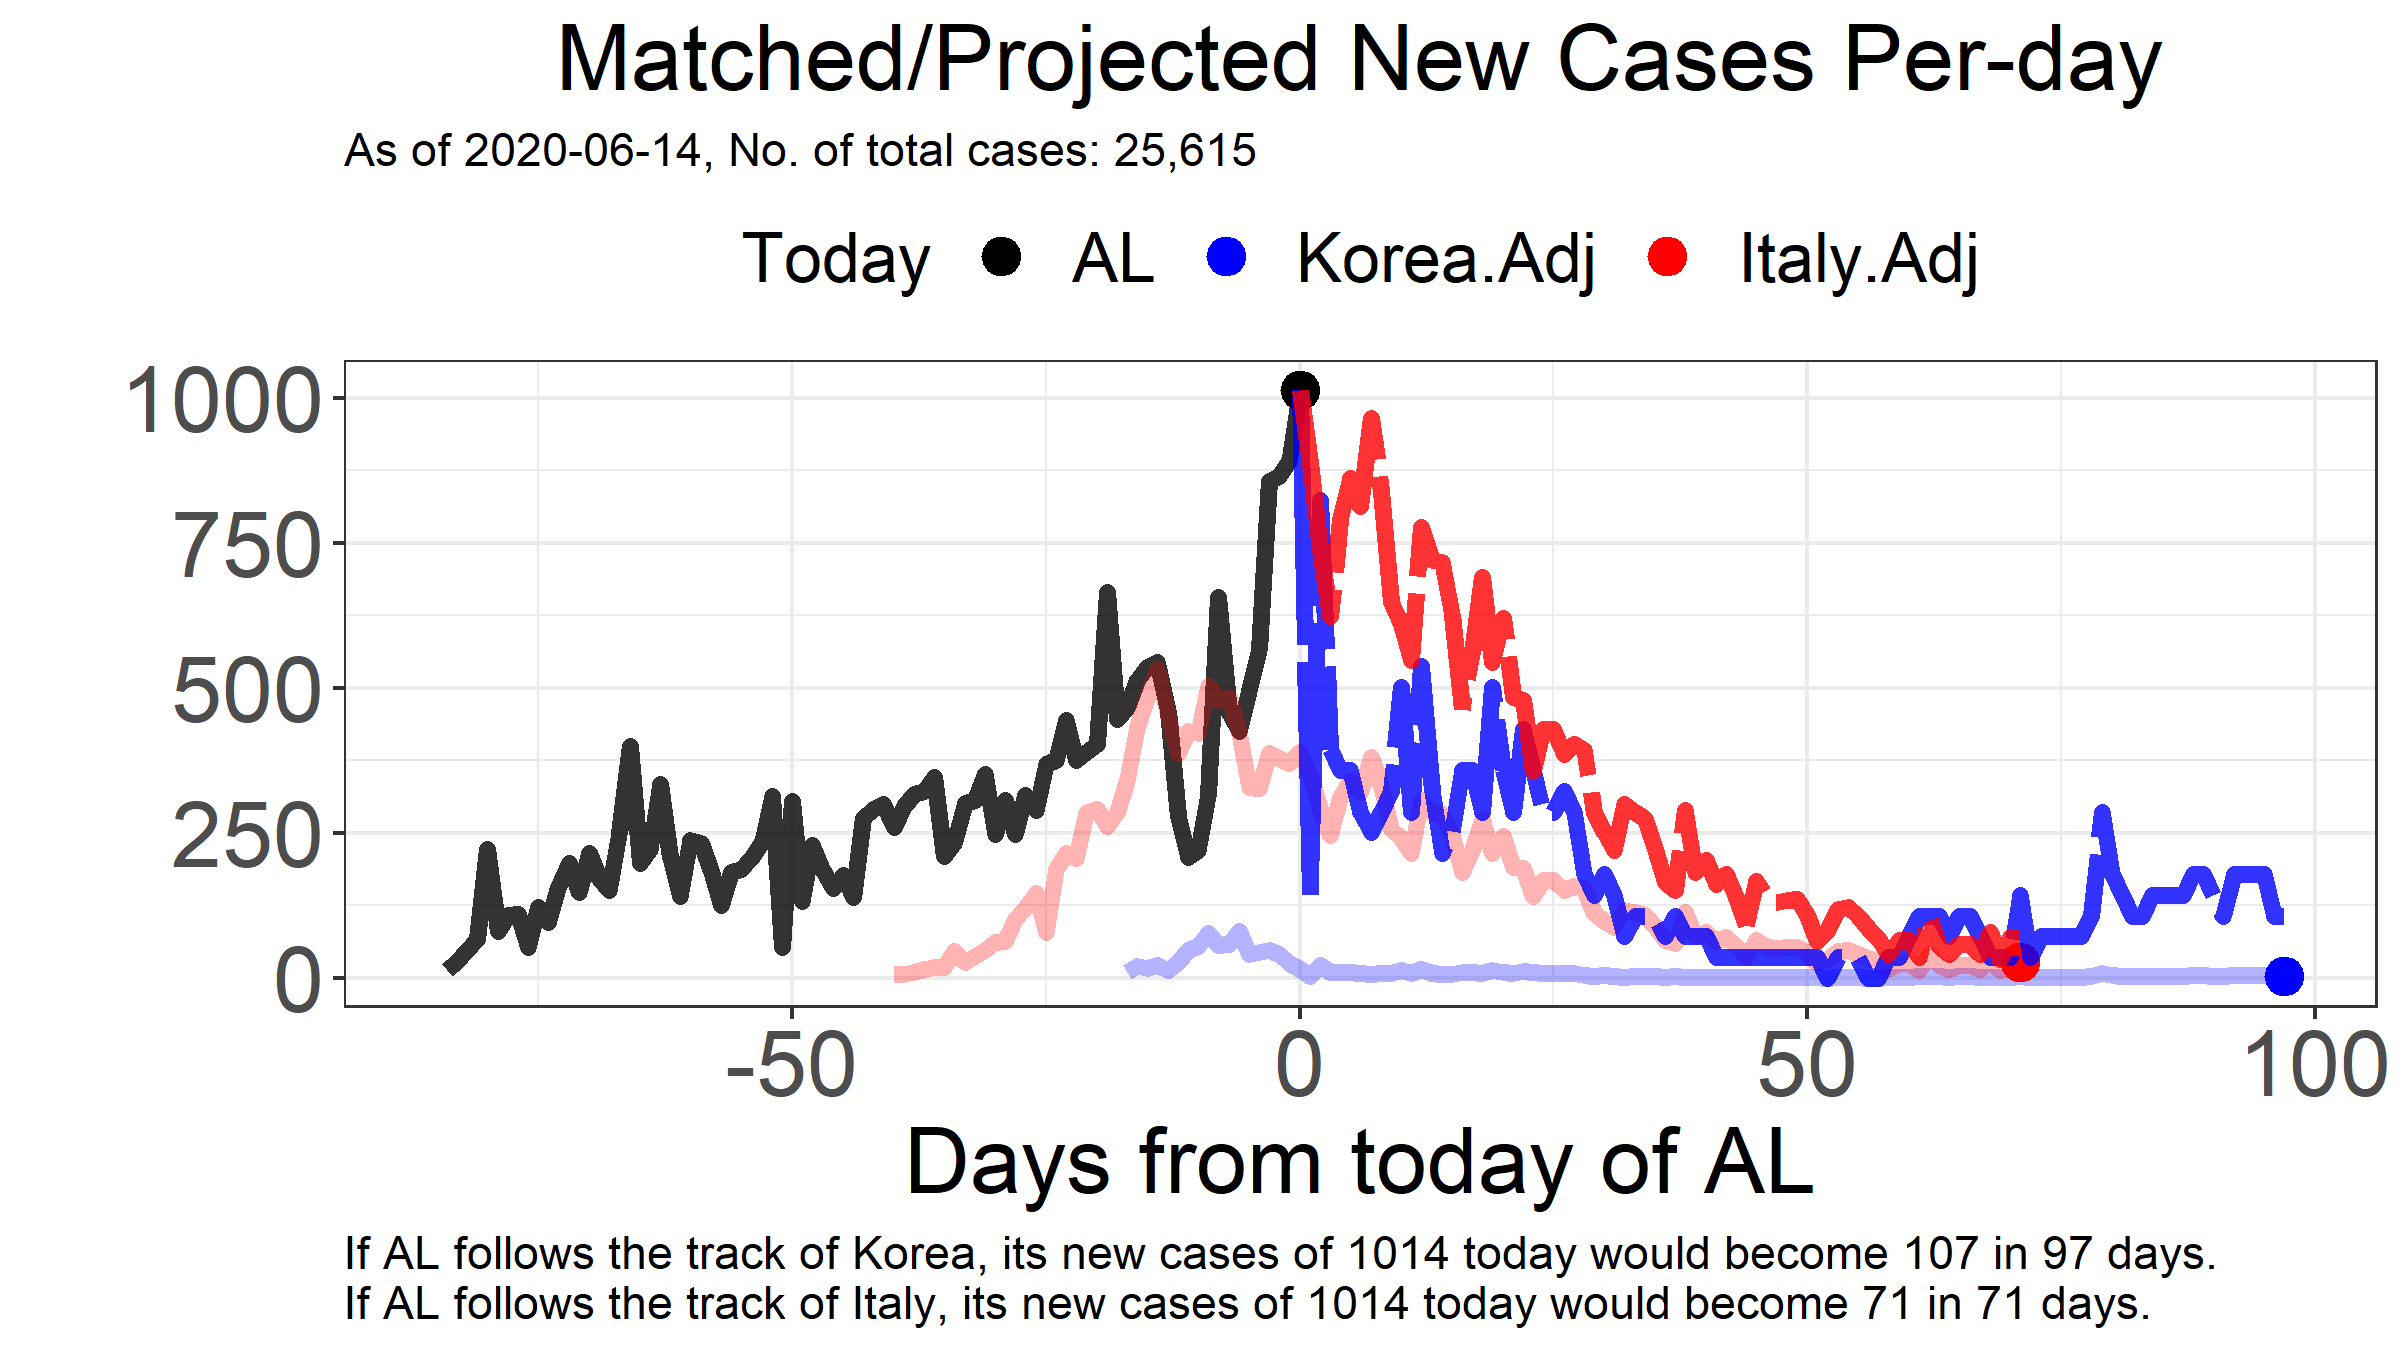 Matched/Projected New Cases Per-day
As of 2020-06-14, No. of total cases: 25,615
Today AL Korea.Adj Italy.Adj
1000
750
500
250
0
-50 0 50 100
Days from today of AL
If AL follows the track of Korea, its new cases of 1014 today would become 107 in 97 days.
If AL follows the track of Italy, its new cases of 1014 today would become 71 in 71 days.